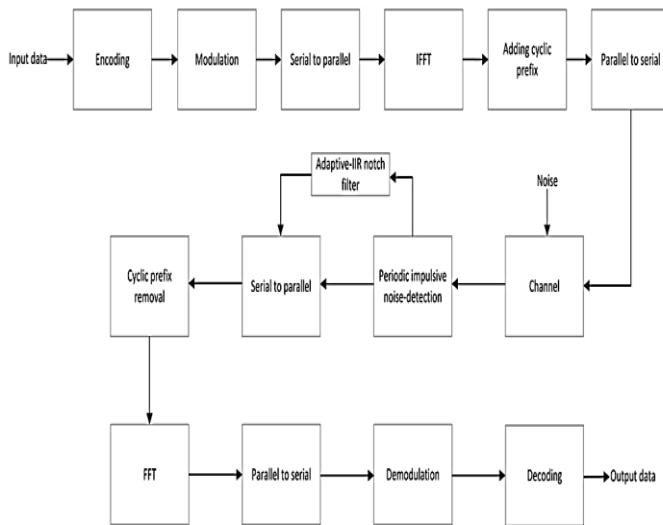 Input data
Encoding
Modulation
Serial to parallel
IFFT
Adding cyclic
prefix
Parallel to serial
Adaptive-IIR notch
filter
Noise
Cyclic prefix
removal
Serial to parallel
Periodic impulsive
noise-detection
Channel
FFT
Parallel to serial
Demodulation
Decoding
Output data